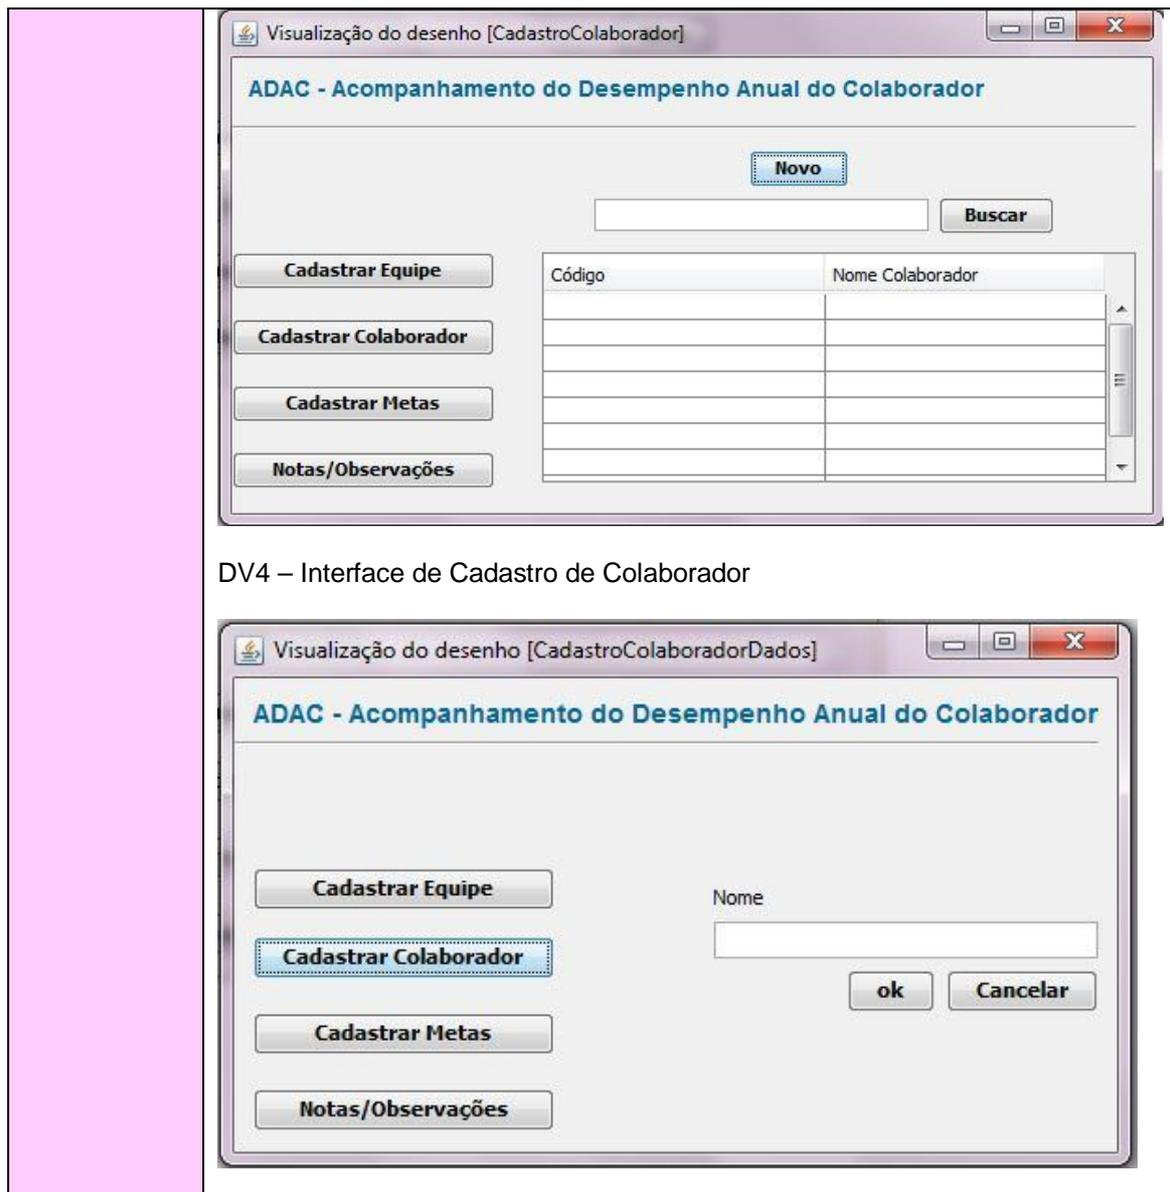 Visualização do desenho [CadastroColaborador]
ADAC - Acompanhamento do Desempenho Anual do Colaborador
Novo
Buscar
Cadastrar Equipe
Código Nome Colaborador
Cadastrar Colaborador
Cadastrar Metas
Notas/Observações
DV4 – Interface de Cadastro de Colaborador
Visualização do desenho [CadastroColaboradorDados]
ADAC - Acompanhamento do Desempenho Anual do Colaborador
Cadastrar Equipe
Nome
Cadastrar Colaborador
ok Cancelar
Cadastrar Metas
Notas/Observações